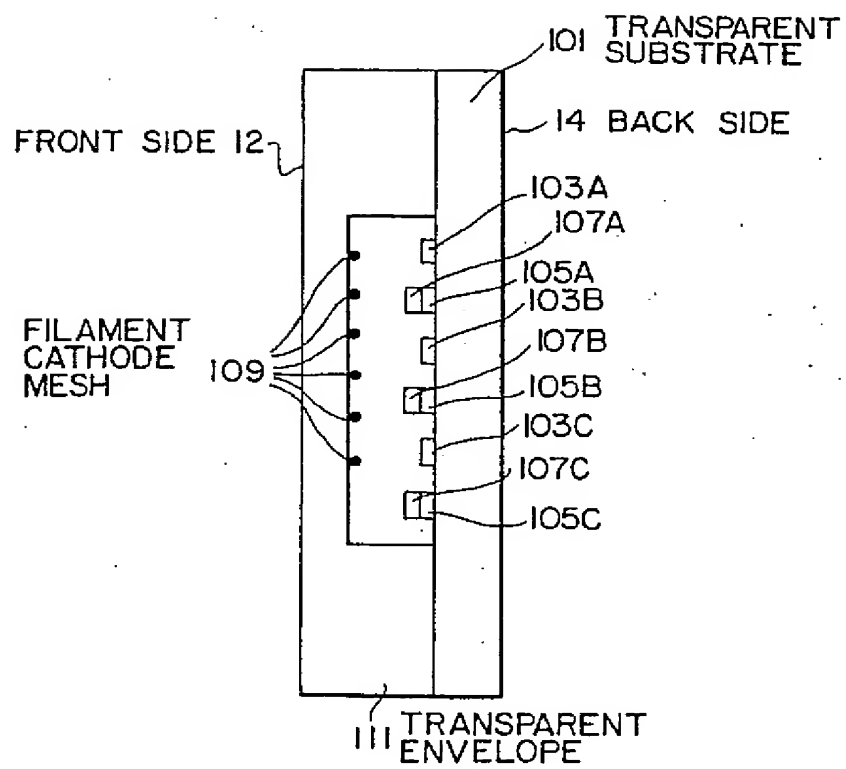 101 TRANSPARENT
SUBSTRATE
14 BACK SIDE
FRONT SIDE 12
103A
107A
105A
103B
107B
105B
103C
107C
105C
FILAMENT
CATHODE
MESH
109
111 TRANSPARENT
ENVELOPE